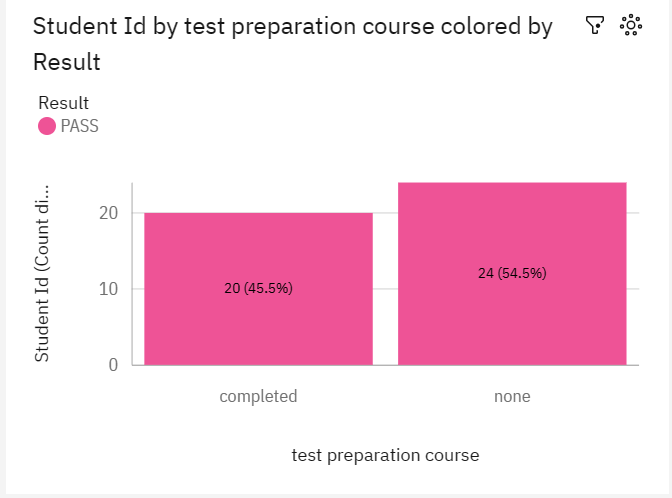 Student Id by test preparation course colored by
Result
Result
PASS
Student Id (Count di...
20
10
0
20 (45.5%)
24 (54.5%)
completed
none
test preparation course